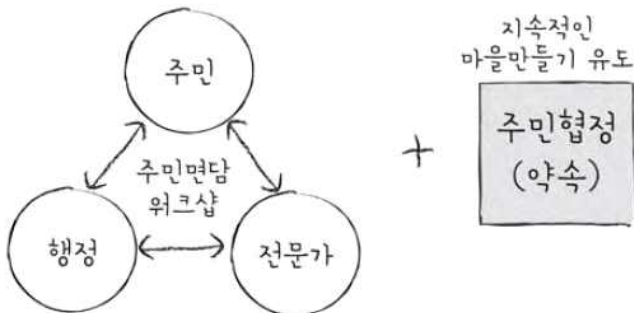 주민
주민면담
워크샵
행정
전문가
+
지속적인
마을만들기 유도
주민협정
(약속)